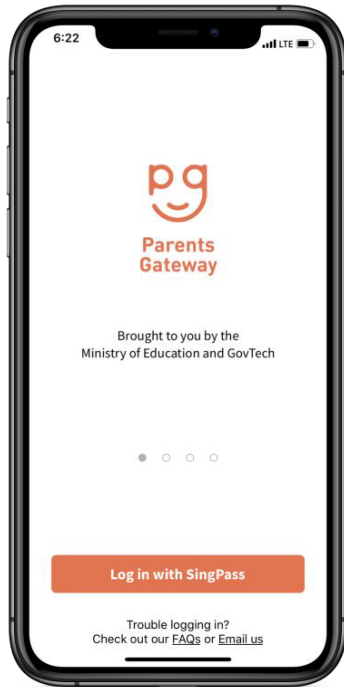 6:22
LTE
pg
Parents
Gateway
Brought to you by the
Ministry of Education and GovTech
Log in with SingPass
Trouble logging in?
Check out our FAQs or Email us